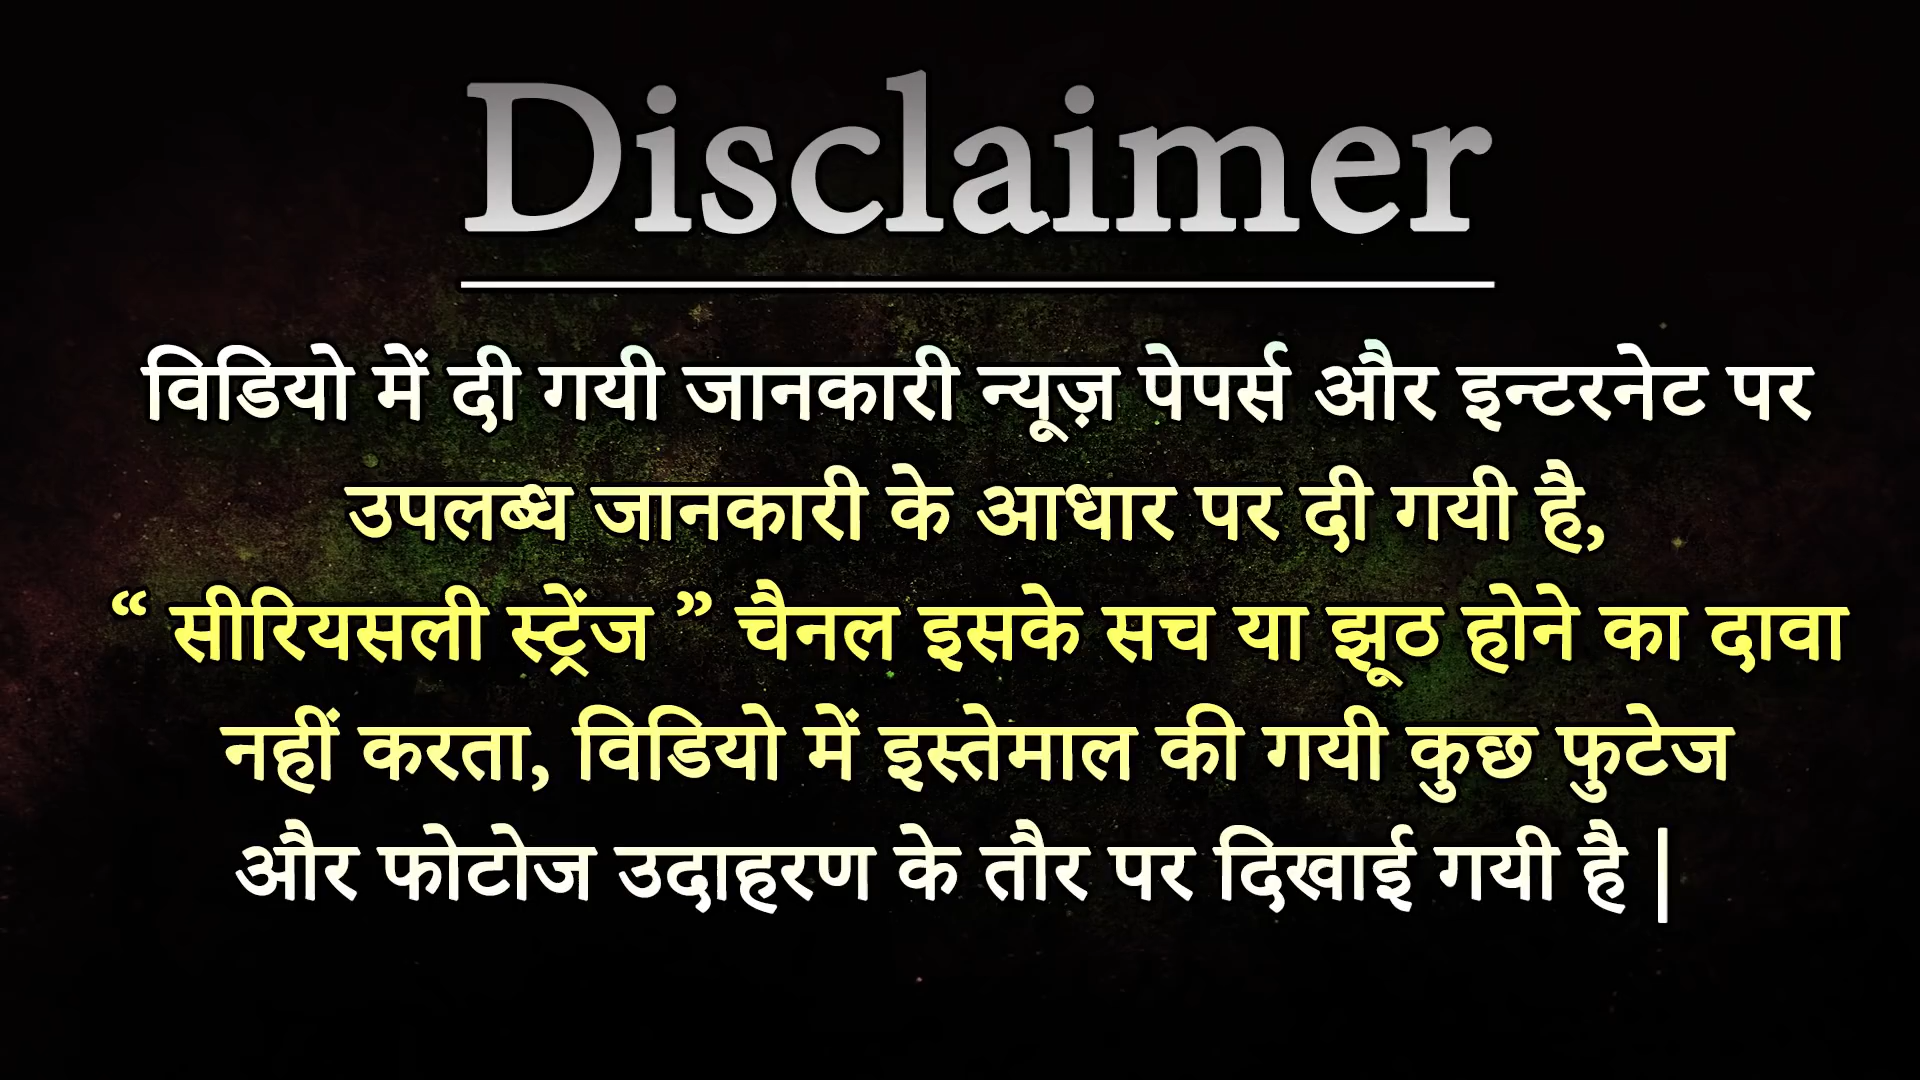 Disclaimer
विडियो में दी गयी जानकारी न्यूज़ पेपर्स और इन्टरनेट पर
उपलब्ध जानकारी के आधार पर दी गयी है,
“ सीरियसली स्ट्रेंज ” चैनल इसके सच या झूठ होने का दावा
नहीं करता, विडियो में इस्तेमाल की गयी कुछ फुटेज
और फोटोज उदाहरण के तौर पर दिखाई गयी है |